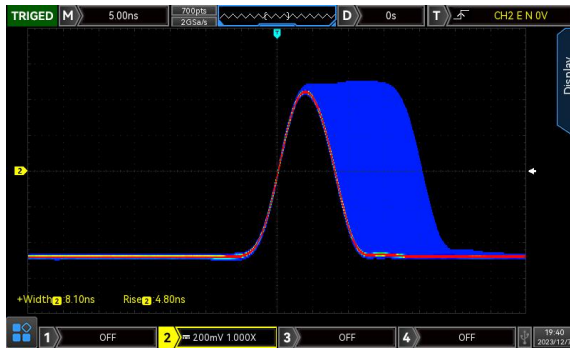 TRIGED M 5.00ns 700pts 2GSa/s D 0s T CH2 E N 0V
Display
T
2
+Width 2 :8.10ns Rise 2 :4.80ns
1 OFF 2 200mV 1.000X 3 OFF 4 OFF 19:40
2023/12/7